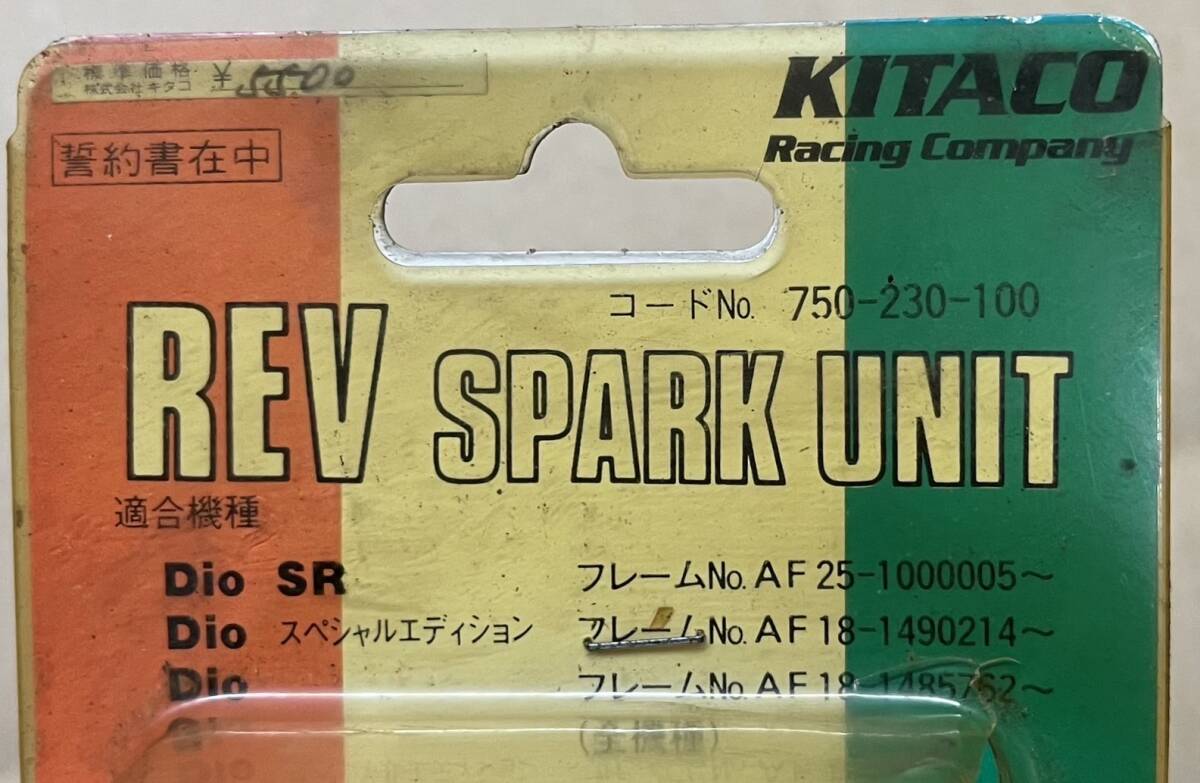 標準価格
株式会社キタコ ¥5500
KITACO
Racing Company
誓約書在中
コードNo. 750-230-100
REV SPARK UNIT
適合機種
Dio SR フレームNo. AF25-1000005~
Dio スペシャルエディション フレームNo. AF18-1490214~
Dio フレームNo. AF18-1485762~
(全機種)